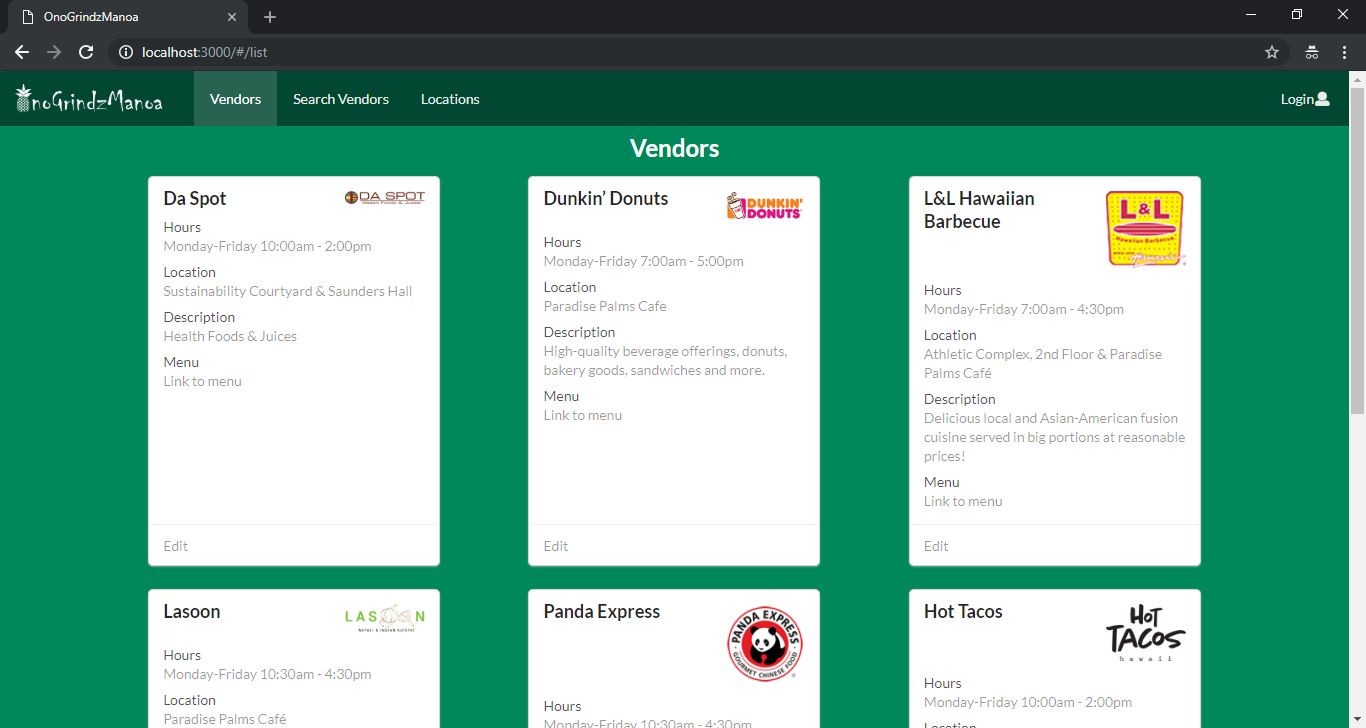 OnoGrindzManoa
localhost:3000/#/list
noGrindzManoa
Vendors
Search Vendors
Locations
Login
Vendors
Da Spot
DA SPOT
Health Foods & Juices
Hours
Monday-Friday 10:00am - 2:00pm
Location
Sustainability Courtyard & Saunders Hall
Description
Health Foods & Juices
Menu
Link to menu
Edit
Dunkin’ Donuts
DUNKIN'
DONUTS
Hours
Monday-Friday 7:00am - 5:00pm
Location
Paradise Palms Cafe
Description
High-quality beverage offerings, donuts,
bakery goods, sandwiches and more.
Menu
Link to menu
Edit
L&L Hawaiian
Barbecue
L&L
Hawaiian Barbecue
Hours
Monday-Friday 7:00am - 4:30pm
Location
Athletic Complex, 2nd Floor & Paradise
Palms Café
Description
Delicious local and Asian-American fusion
cuisine served in big portions at reasonable
prices!
Menu
Link to menu
Edit
Lasoon
LASOON
NEPALI & INDIAN CUISINE
Hours
Monday-Friday 10:30am - 4:30pm
Location
Paradise Palms Café
Panda Express
PANDA EXPRESS
GOURMET CHINESE FOOD
Hours
Monday-Friday 10:30am - 4:30pm
Hot Tacos
HOT
TACOS
hawaii
Hours
Monday-Friday 10:00am - 2:00pm
Location